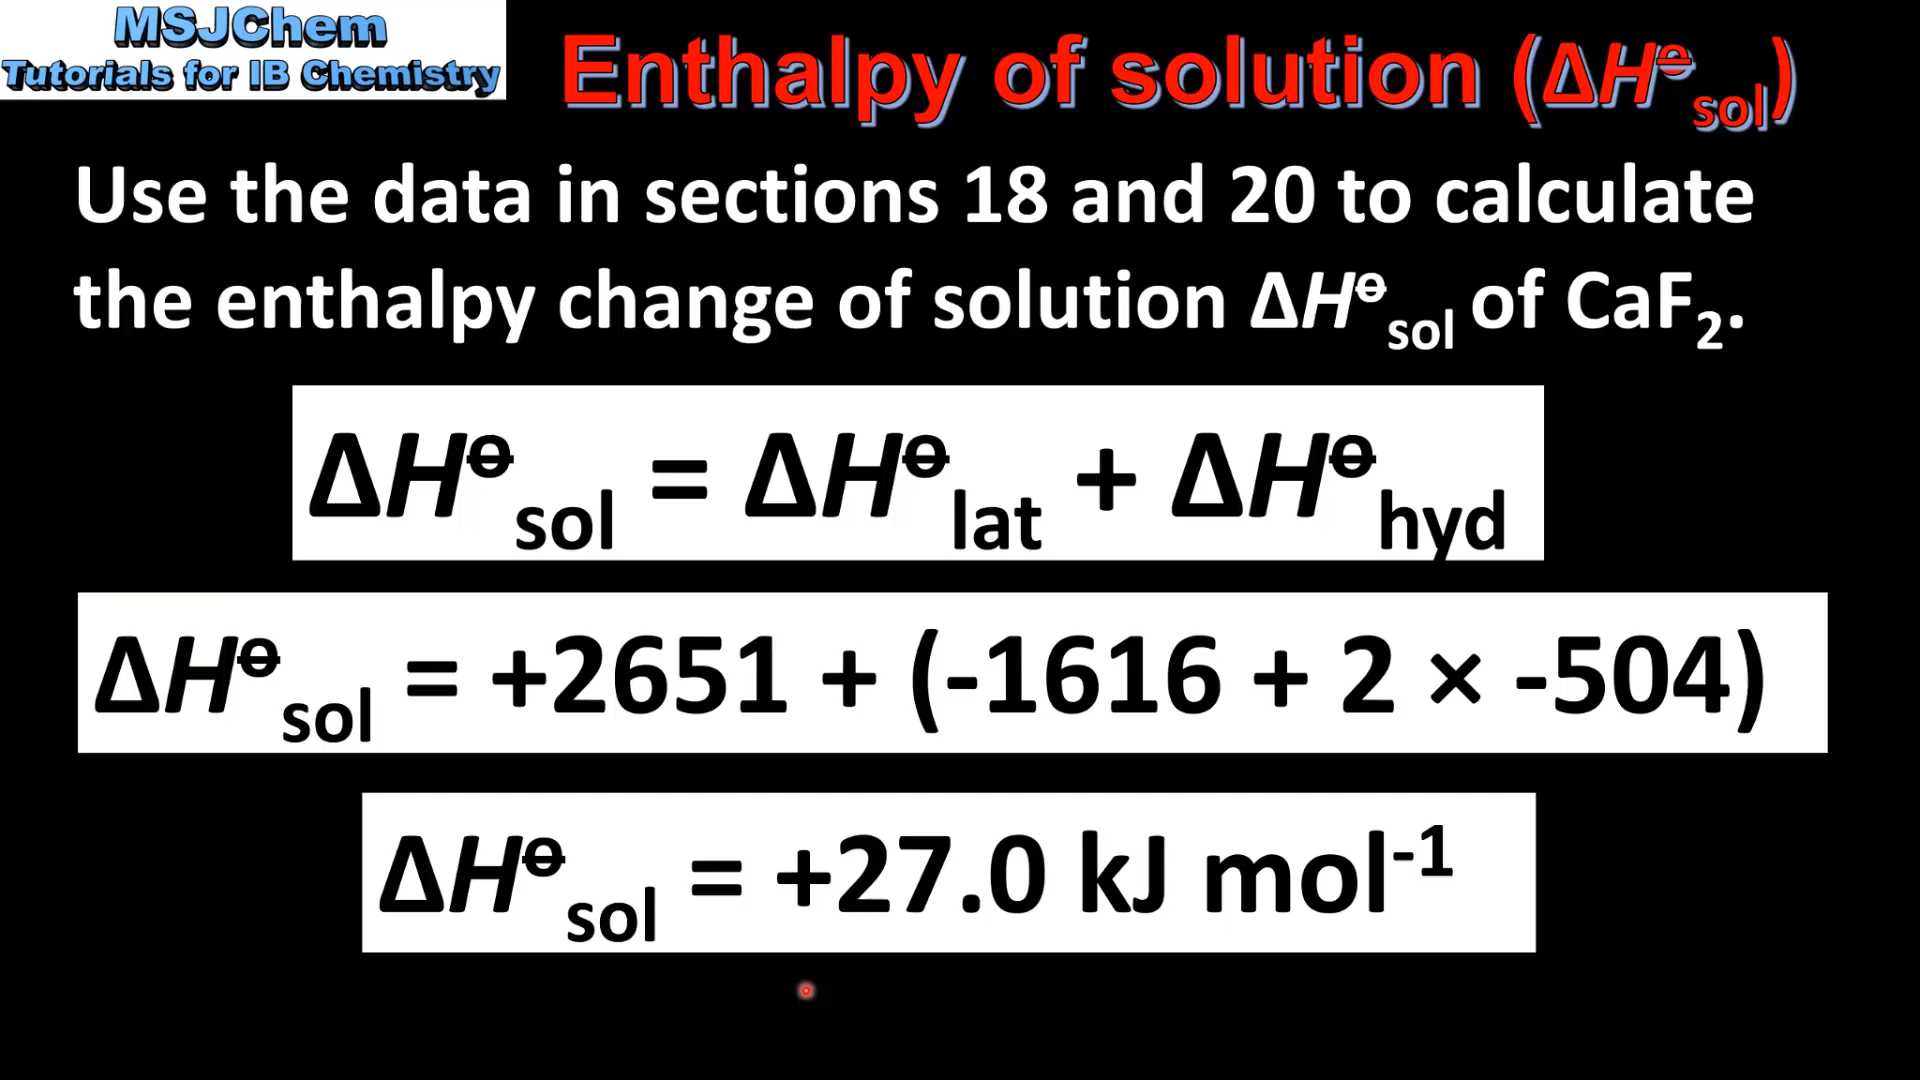 MSJChem
Tutorials for IB Chemistry
Enthalpy of solution (ΔH⦵sol)
Use the data in sections 18 and 20 to calculate
the enthalpy change of solution ΔH⦵sol of CaF₂.
ΔH⦵sol = ΔH⦵lat + ΔH⦵hyd
ΔH⦵sol = +2651 + (-1616 + 2 × -504)
ΔH⦵sol = +27.0 kJ mol⁻¹